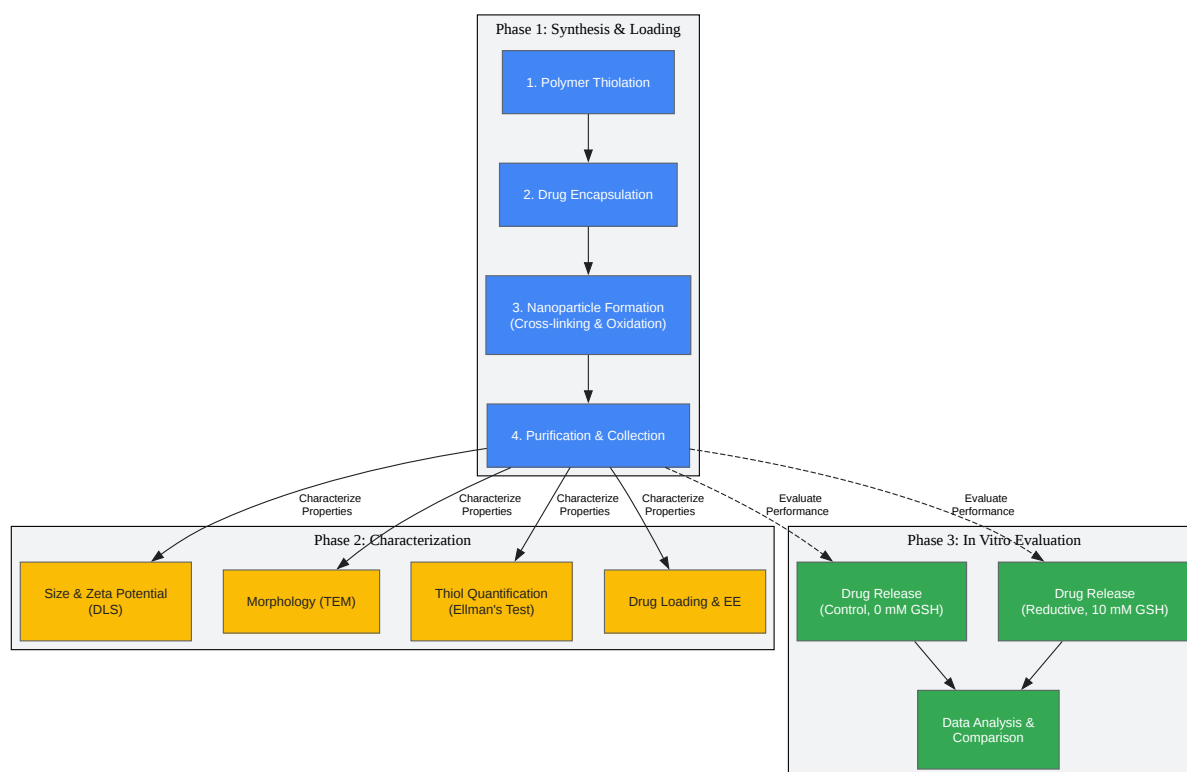 Phase 1: Synthesis & Loading
1. Polymer Thiolation
2. Drug Encapsulation
3. Nanoparticle Formation
(Cross-linking & Oxidation)
4. Purification & Collection
Characterize
Properties
Characterize
Properties
Characterize
Properties
Characterize
Properties
Evaluate
Performance
Evaluate
Performance
Phase 2: Characterization
Size & Zeta Potential
(DLS)
Morphology (TEM)
Thiol Quantification
(Ellman's Test)
Drug Loading & EE
Phase 3: In Vitro Evaluation
Drug Release
(Control, 0 mM GSH)
Drug Release
(Reductive, 10 mM GSH)
Data Analysis &
Comparison